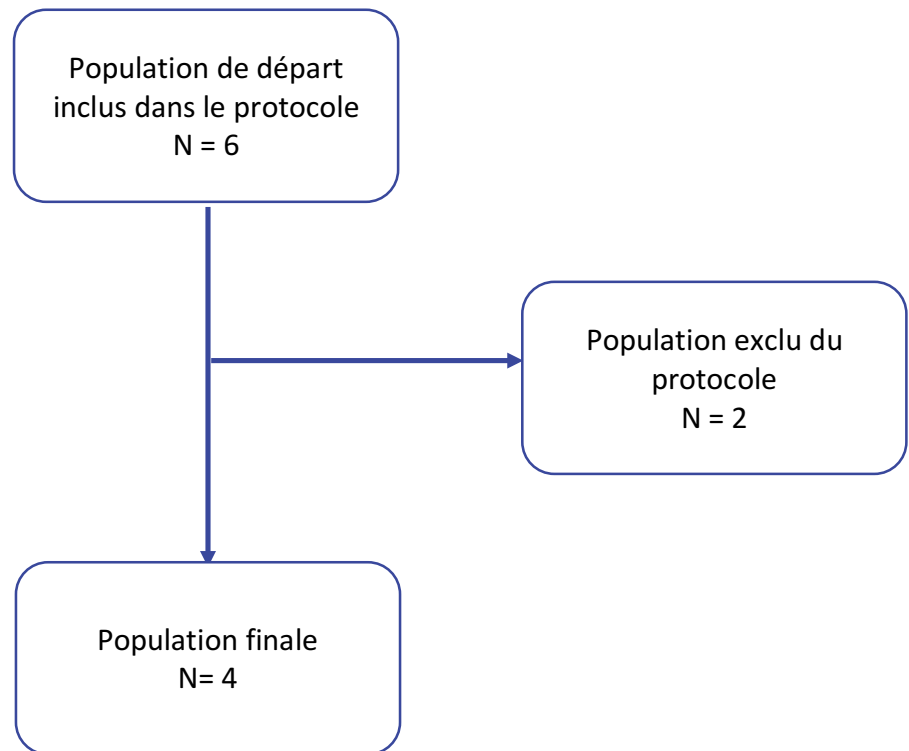 Population de départ
inclus dans le protocole
N = 6
Population exclu du
protocole
N = 2
Population finale
N= 4